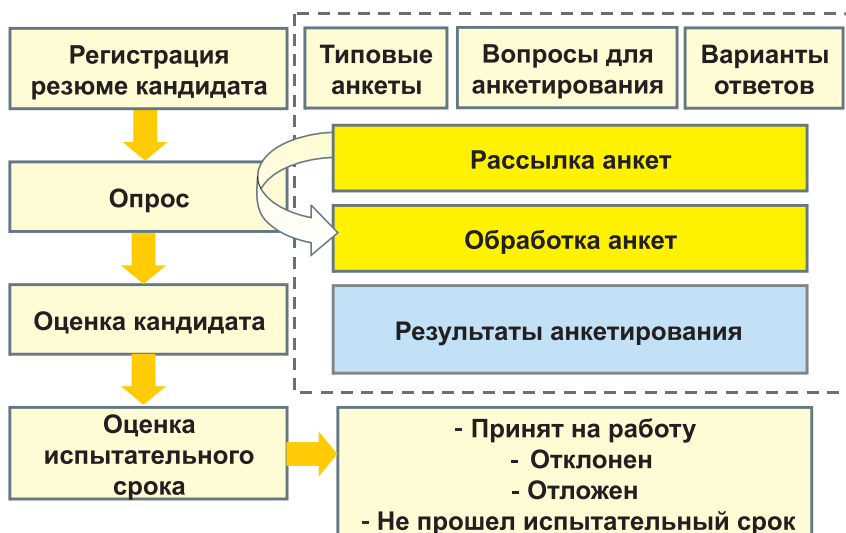 Регистрация
резюме кандидата
Опрос
Оценка кандидата
Оценка
испытательного
срока
Типовые
анкеты
Вопросы для
анкетирования
Варианты
ответов
Рассылка анкет
Обработка анкет
Результаты анкетирования
- Принят на работу
- Отклонен
- Отложен
- Не прошел испытательный срок